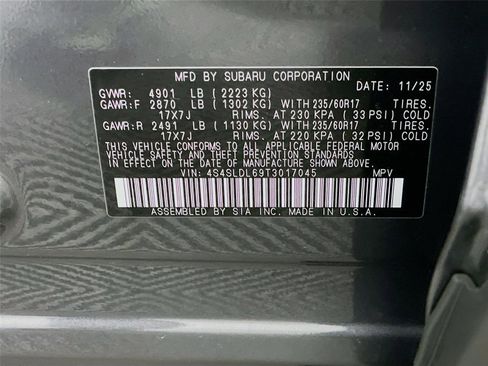 MFD BY SUBARU CORPORATION
DATE: 11/25
GVWR: 4901 LB ( 2223 KG)
GAWR:F 2870 LB ( 1302 KG) WITH 235/60R17 TIRES.
17X7J RIMS. AT 230 KPA ( 33 PSI) COLD
GAWR:R 2491 LB ( 1130 KG) WITH 235/60R17 TIRES.
17X7J RIMS. AT 220 KPA ( 32 PSI) COLD
THIS VEHICLE CONFORMS TO ALL APPLICABLE FEDERAL MOTOR
VEHICLE SAFETY, BUMPER, AND THEFT PREVENTION STANDARDS
IN EFFECT ON THE DATE OF MANUFACTURE SHOWN ABOVE.
VIN: 4S4SLDL69T3017045 MPV
ASSEMBLED BY SIA INC. MADE IN U.S.A.